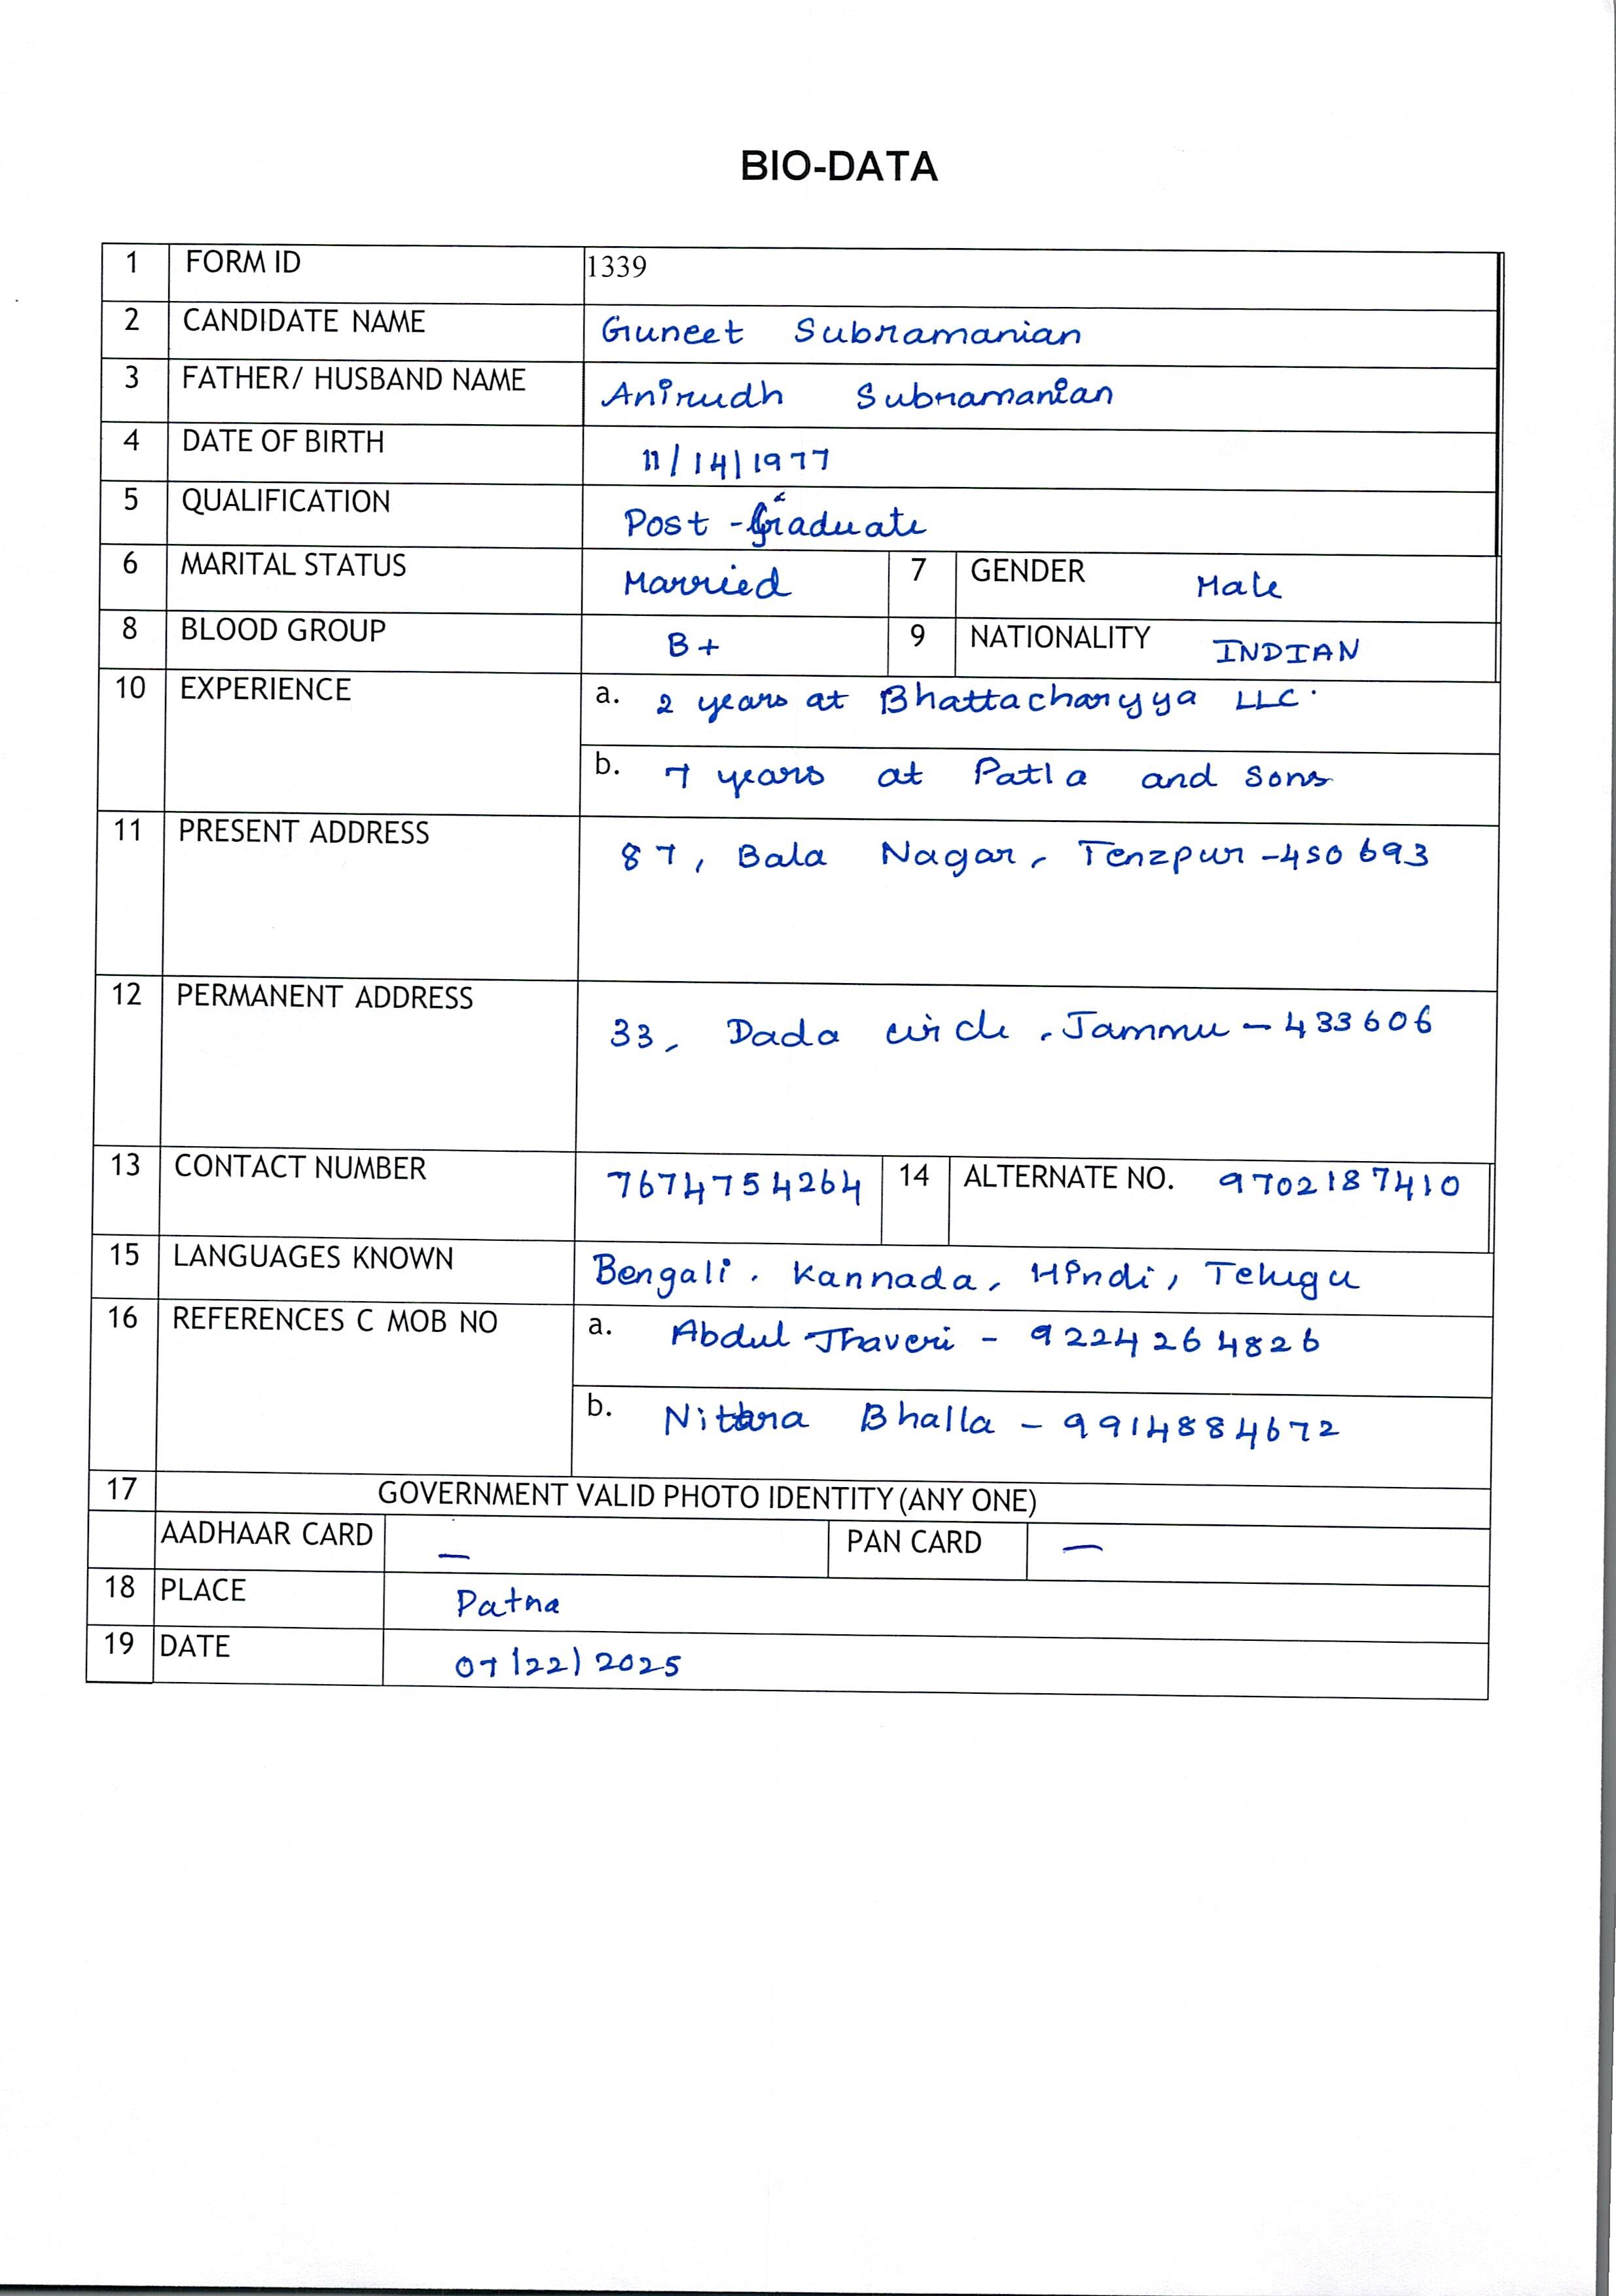 BIO-DATA
1 FORM ID 1339
2 CANDIDATE NAME Guneet Subramanian
3 FATHER/ HUSBAND NAME Anirudh Subramanian
4 DATE OF BIRTH 11/14/1977
5 QUALIFICATION Post-Graduate
6 MARITAL STATUS Married 7 GENDER Male
8 BLOOD GROUP B+ 9 NATIONALITY INDIAN
10 EXPERIENCE a. 2 years at Bhattacharyya LLC
b. 7 years at Patla and Sons
11 PRESENT ADDRESS 87, Bala Nagar, Tenzpur-450693
12 PERMANENT ADDRESS 33, Dada circle, Jammu-433606
13 CONTACT NUMBER 7674754264 14 ALTERNATE NO. 9702187410
15 LANGUAGES KNOWN Bengali, Kannada, Hindi, Telugu
16 REFERENCES C MOB NO a. Abdul Jhaveri - 9224264826
b. Nitara Bhalla - 9914884672
17 GOVERNMENT VALID PHOTO IDENTITY (ANY ONE)
AADHAAR CARD — PAN CARD —
18 PLACE Patna
19 DATE 07/22/2025